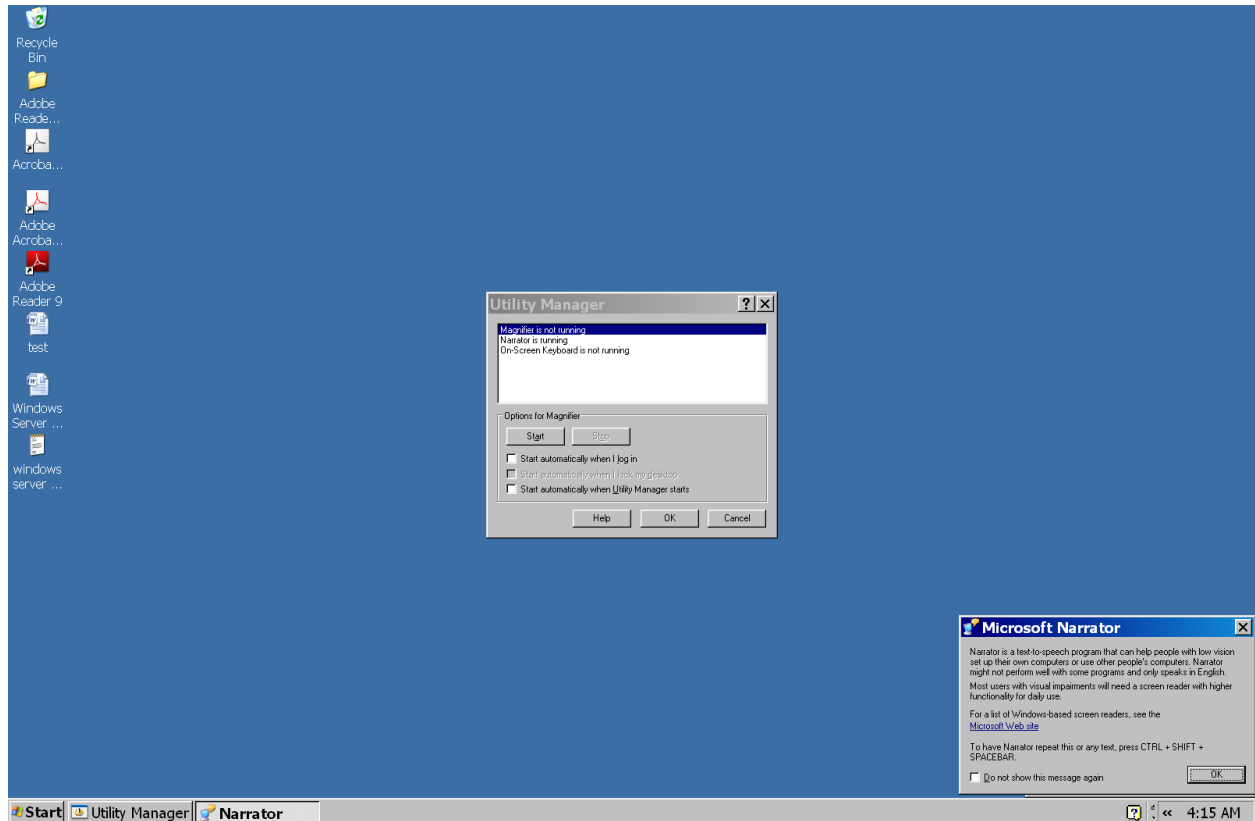 Recycle
Bin
Adobe
Reade...
Acroba...
Adobe
Acroba...
Adobe
Reader 9
test
Windows
Server ...
windows
server ...
Utility Manager
Magnifier is not running
Narrator is running
On-Screen Keyboard is not running
Options for Magnifier
Start
Stop
Start automatically when I log in
Start automatically when I lock my desktop
Start automatically when Utility Manager starts
Help
OK
Cancel
Microsoft Narrator
Narrator is a text-to-speech program that can help people with low vision
set up their own computers or use other people's computers. Narrator
might not perform well with some programs and only speaks in English.
Most users with visual impairments will need a screen reader with higher
functionality for daily use.
For a list of Windows-based screen readers, see the
Microsoft Web site
To have Narrator repeat this or any text, press CTRL + SHIFT +
SPACEBAR.
Do not show this message again
OK
Start
Utility Manager
Narrator
4:15 AM